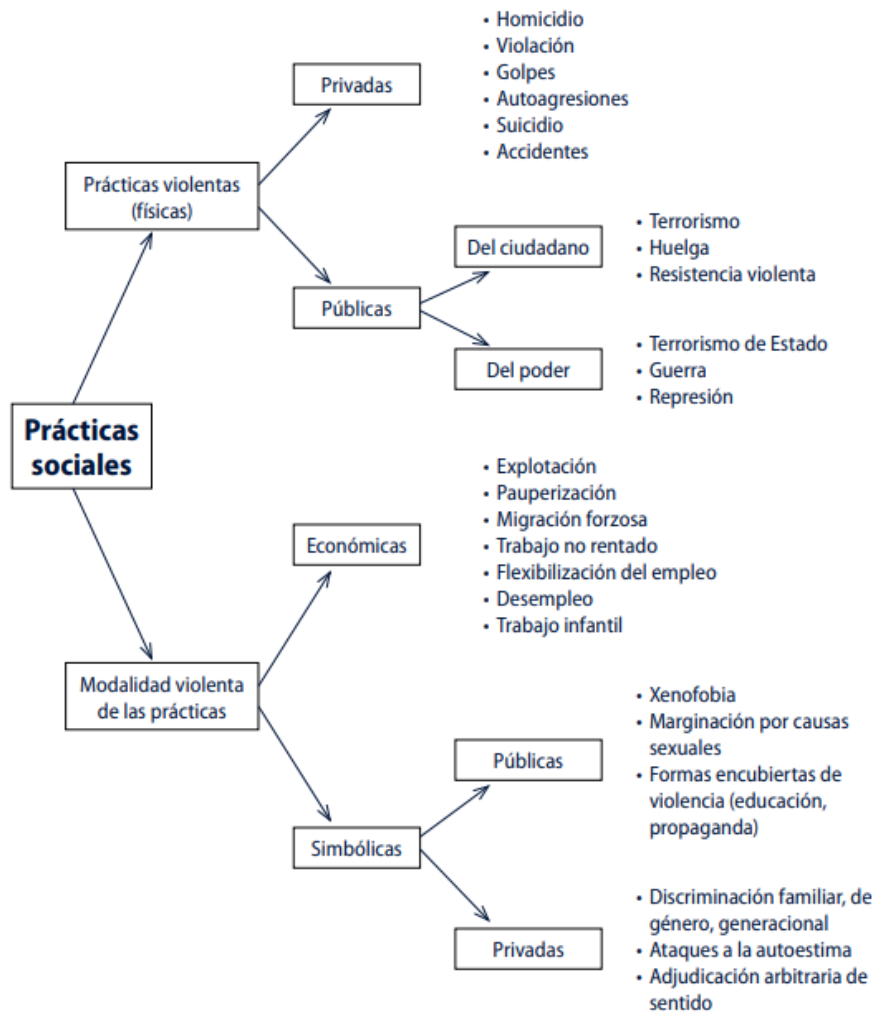 • Homicidio
• Violación
• Golpes
• Autoagresiones
• Suicidio
• Accidentes
Privadas
Prácticas violentas
(físicas)
Públicas
Del ciudadano
• Terrorismo
• Huelga
• Resistencia violenta
Del poder
• Terrorismo de Estado
• Guerra
• Represión
Prácticas
sociales
• Explotación
• Pauperización
• Migración forzosa
• Trabajo no rentado
• Flexibilización del empleo
• Desempleo
• Trabajo infantil
Económicas
Modalidad violenta
de las prácticas
Simbólicas
Públicas
• Xenofobia
• Marginación por causas
sexuales
• Formas encubiertas de
violencia (educación,
propaganda)
Privadas
• Discriminación familiar, de
género, generacional
• Ataques a la autoestima
• Adjudicación arbitraria de
sentido